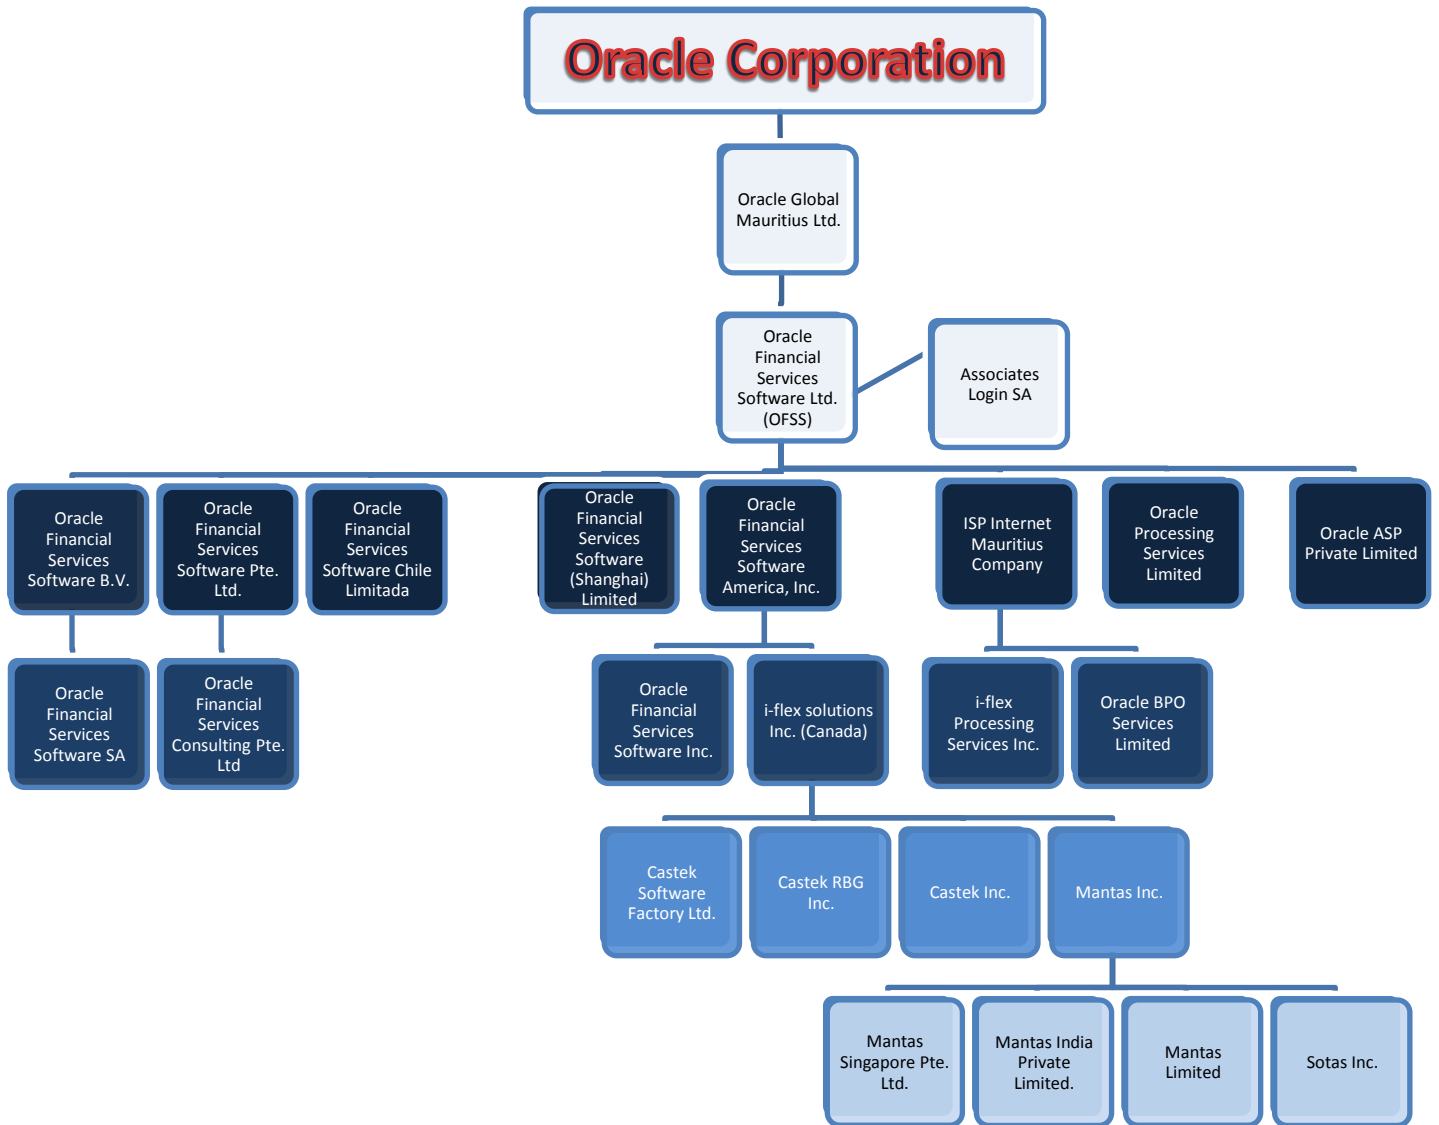 Oracle Corporation
Oracle Global
Mauritius Ltd.
Oracle
Financial
Services
Software Ltd.
(OFSS)
Associates
Login SA
Oracle
Financial
Services
Software B.V.
Oracle
Financial
Services
Software Pte.
Ltd.
Oracle
Financial
Services
Software Chile
Limitada
Oracle
Financial
Services
Software
(Shanghai)
Limited
Oracle
Financial
Services
Software
America, Inc.
ISP Internet
Mauritius
Company
Oracle
Processing
Services
Limited
Oracle ASP
Private Limited
Oracle
Financial
Services
Software SA
Oracle
Financial
Services
Consulting Pte.
Ltd
Oracle
Financial
Services
Software Inc.
i-flex solutions
Inc. (Canada)
i-flex
Processing
Services Inc.
Oracle BPO
Services
Limited
Castek
Software
Factory Ltd.
Castek RBG
Inc.
Castek Inc.
Mantas Inc.
Mantas
Singapore Pte.
Ltd.
Mantas India
Private
Limited.
Mantas
Limited
Sotas Inc.